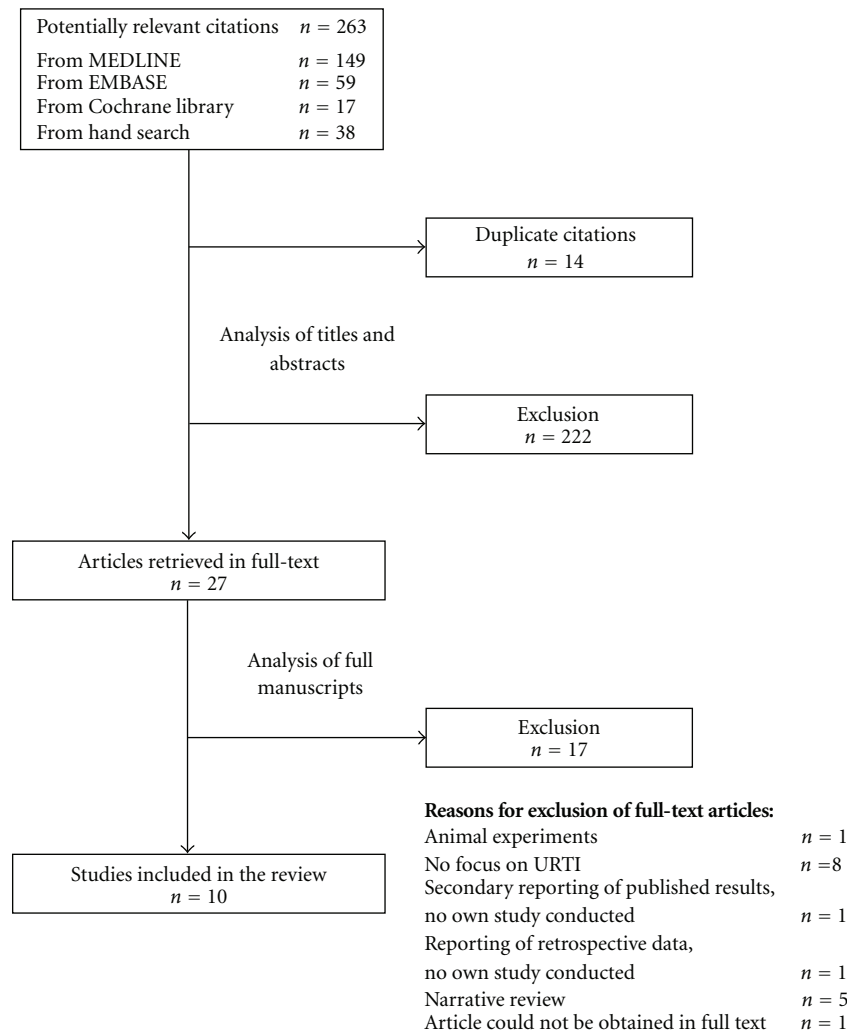 Potentially relevant citations n = 263
From MEDLINE n = 149
From EMBASE n = 59
From Cochrane library n = 17
From hand search n = 38
Duplicate citations
n = 14
Analysis of titles and
abstracts
Exclusion
n = 222
Articles retrieved in full-text
n = 27
Analysis of full
manuscripts
Exclusion
n = 17
Studies included in the review
n = 10
Reasons for exclusion of full-text articles:
Animal experiments n = 1
No focus on URTI n =8
Secondary reporting of published results,
no own study conducted n = 1
Reporting of retrospective data,
no own study conducted n = 1
Narrative review n = 5
Article could not be obtained in full text n = 1